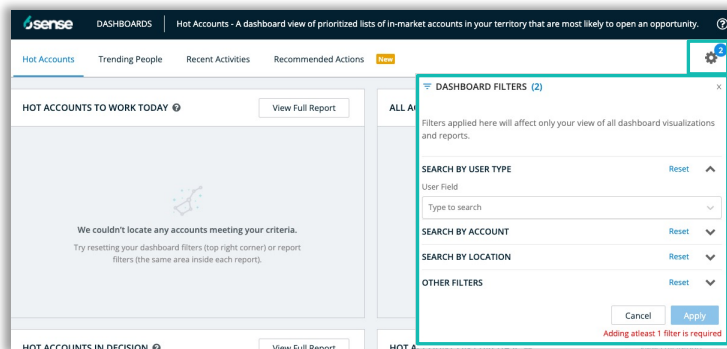 6sense
DASHBOARDS
Hot Accounts - A dashboard view of prioritized lists of in-market accounts in your territory that are most likely to open an opportunity.
?
Hot Accounts
Trending People
Recent Activities
Recommended Actions
New
2
HOT ACCOUNTS TO WORK TODAY ?
View Full Report
We couldn't locate any accounts meeting your criteria.
Try resetting your dashboard filters (top right corner) or report
filters (the same area inside each report).
ALL
DASHBOARD FILTERS (2)
x
Filters applied here will affect only your view of all dashboard visualizations
and reports.
SEARCH BY USER TYPE
Reset
User Field
Type to search
SEARCH BY ACCOUNT
Reset
SEARCH BY LOCATION
Reset
OTHER FILTERS
Reset
Cancel
Apply
Adding atleast 1 filter is required
HOT ACCOUNTS IN DECISION ?
View Full Report
HOT